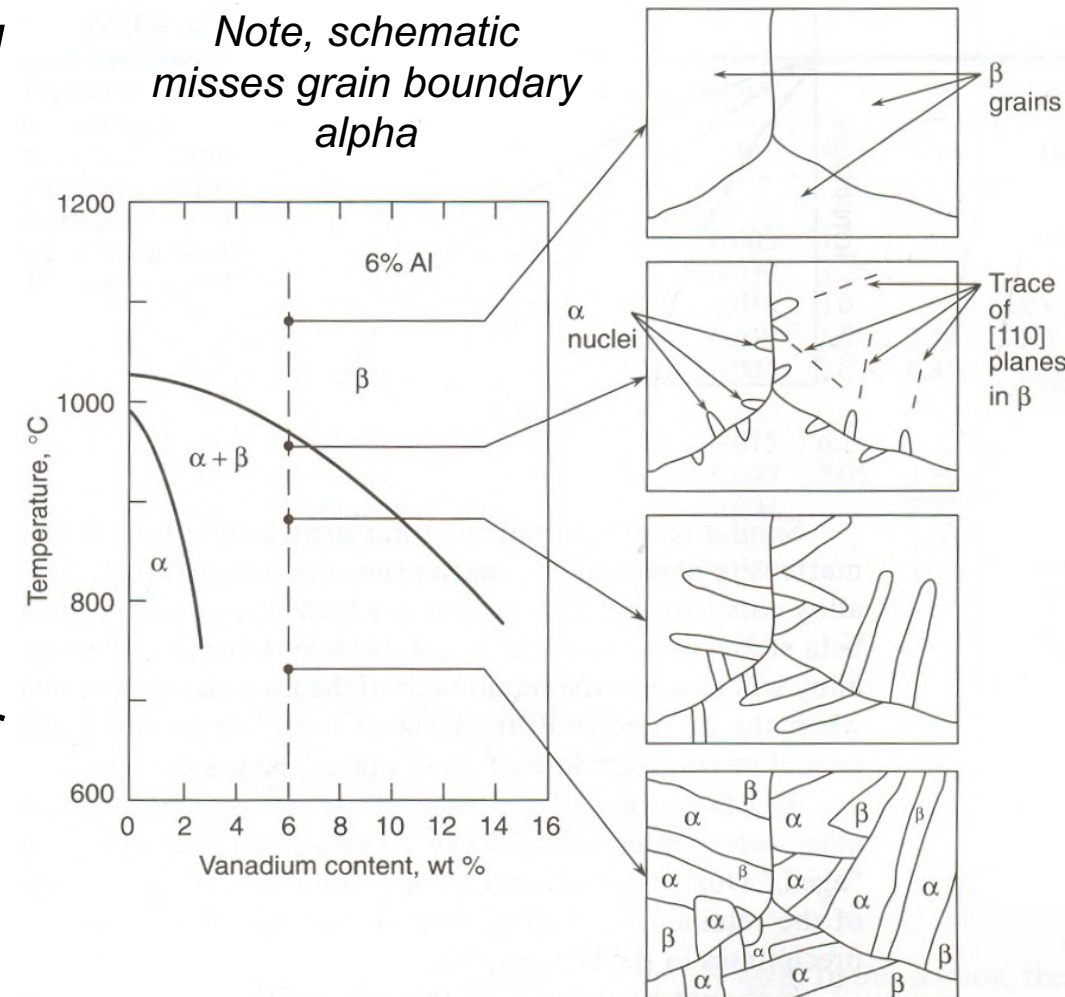 Note, schematic
misses grain boundary
alpha
β
grains
1200
6% Al
β
α
nuclei
Trace
of
[110]
planes
in β
1000
Temperature, °C
α + β
α
800
600
0 2 4 6 8 10 12 14 16
Vanadium content, wt %
β
α
α
β
β
α
β
α
α
α
β
α
α
β
α
α
β